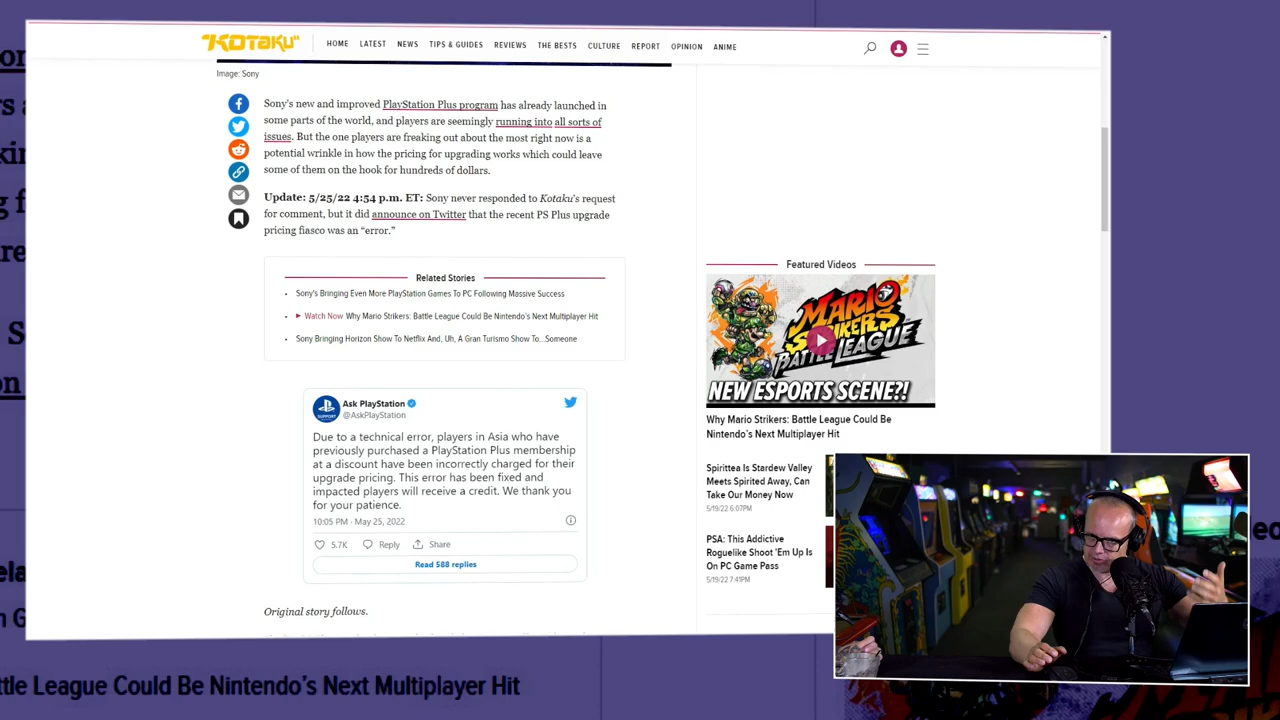 KOTAKU
HOME LATEST NEWS TIPS & GUIDES REVIEWS THE BESTS CULTURE REPORT OPINION ANIME
Image: Sony
Sony's new and improved PlayStation Plus program has already launched in
some parts of the world, and players are seemingly running into all sorts of
issues. But the one players are freaking out about the most right now is a
potential wrinkle in how the pricing for upgrading works which could leave
some of them on the hook for hundreds of dollars.
Update: 5/25/22 4:54 p.m. ET: Sony never responded to Kotaku's request
for comment, but it did announce on Twitter that the recent PS Plus upgrade
pricing fiasco was an “error.”
Related Stories
Sony's Bringing Even More PlayStation Games To PC Following Massive Success
Watch Now Why Mario Strikers: Battle League Could Be Nintendo's Next Multiplayer Hit
Sony Bringing Horizon Show To Netflix And, Uh, A Gran Turismo Show To...Someone
Ask PlayStation
@AskPlayStation
SUPPORT
Due to a technical error, players in Asia who have
previously purchased a PlayStation Plus membership
at a discount have been incorrectly charged for their
upgrade pricing. This error has been fixed and
impacted players will receive a credit. We thank you
for your patience.
10:05 PM · May 25, 2022
5.7K Reply Share
Read 588 replies
Original story follows.
Featured Videos
MARIO
STRIKERS
BATTLE LEAGUE
NEW ESPORTS SCENE?!
Why Mario Strikers: Battle League Could Be
Nintendo's Next Multiplayer Hit
Spiritea Is Stardew Valley
Meets Spirited Away, Can
Take Our Money Now
5/19/22 6:07PM
PSA: This Addictive
Roguelike Shoot 'Em Up Is
On PC Game Pass
5/19/22 7:41PM
ttle League Could Be Nintendo's Next Multiplayer Hit